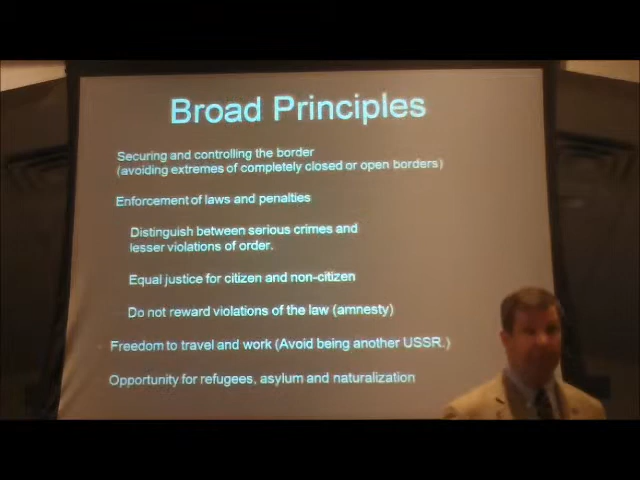 Broad Principles
Securing and controlling the border
(avoiding extremes of completely closed or open borders)
Enforcement of laws and penalties
Distinguish between serious crimes and
lesser violations of order.
Equal justice for citizen and non-citizen
Do not reward violations of the law (amnesty)
Freedom to travel and work (Avoid being another USSR.)
Opportunity for refugees, asylum and naturalization